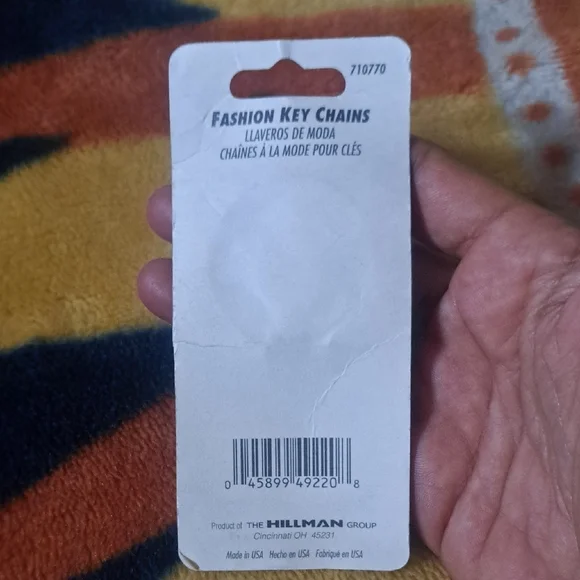 710770
FASHION KEY CHAINS
LLAVEROS DE MODA
CHAÎNES À LA MODE POUR CLÉS
0 45899 49220 8
Product of THE HILLMAN GROUP
Cincinnati OH 45231
Made in USA Hecho en USA Fabriqué en USA